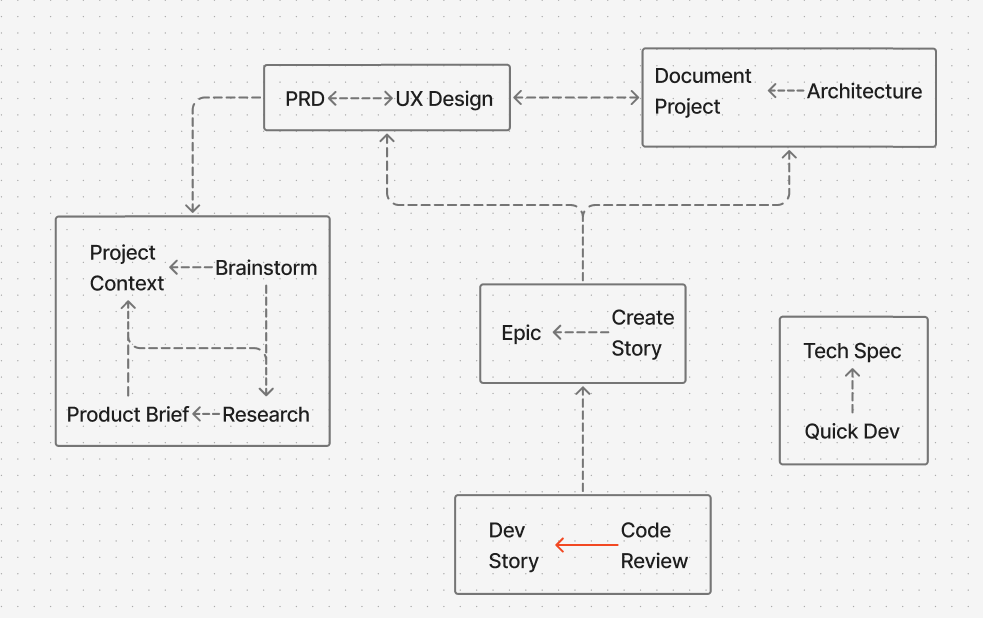 PRD
UX Design
Document
Project
Architecture
Project
Context
Brainstorm
Product Brief
Research
Epic
Create
Story
Tech Spec
Quick Dev
Dev
Story
Code
Review